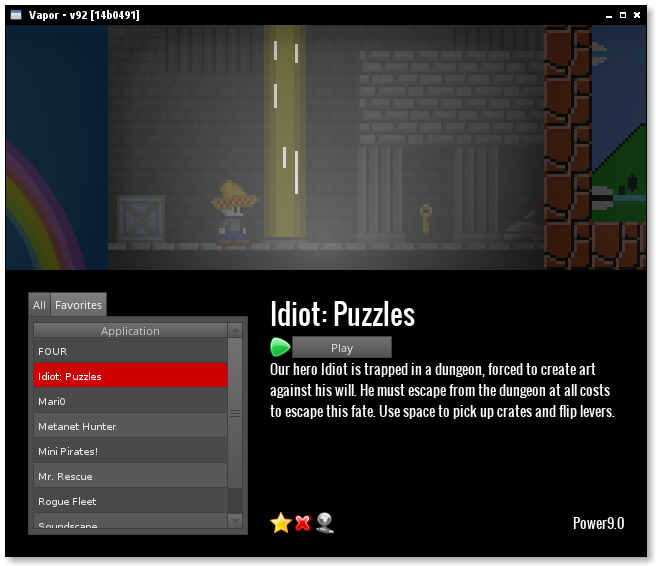 Vapor - v92 [14b0491]
All Favorites
Application
FOUR
Idiot: Puzzles
Mari0
Metanet Hunter
Mini Pirates!
Mr. Rescue
Rogue Fleet
Soundscape
Idiot: Puzzles
Play
Our hero Idiot is trapped in a dungeon, forced to create art
against his will. He must escape from the dungeon at all costs
to escape this fate. Use space to pick up crates and flip levers.
Power9.0